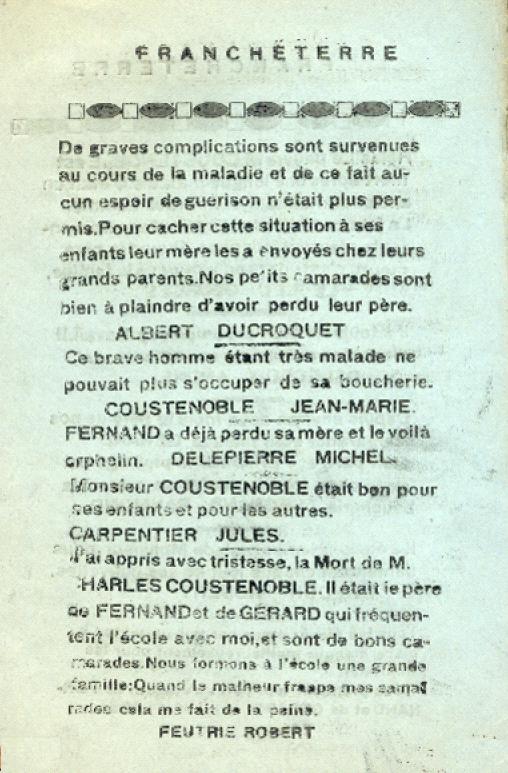 FRANCHETERRE
De graves complications sont survenues
au cours de la maladie et de ce fait au-
cun espoir de guerison n'était plus per-
mis.Pour cacher cette situation à ses
enfants leur mère les a envoyés chez leurs
grands parents.Nos petits camarades sont
bien à plaindre d'avoir perdu leur père.
ALBERT DUCROQUET
Ce brave homme étant très malade ne
pouvait plus s'occuper de sa boucherie.
COUSTENOBLE JEAN-MARIE.
FERNAND a déjà perdu sa mère et le voilà
orphelin. DELEPIERRE MICHEL.
Monsieur COUSTENOBLE était bon pour
ses enfants et pour les autres.
CARPENTIER JULES.
J'ai appris avec tristesse, la Mort de M.
CHARLES COUSTENOBLE. Il était le père
de FERNAND et de GERARD qui fréquen-
tent l'école avec moi,et sont de bons ca-
marades.Nous formons à l'école une grande
famille:Quand le malheur frappe mes cama
rades cela me fait de la peine.
FEUTRIE ROBERT